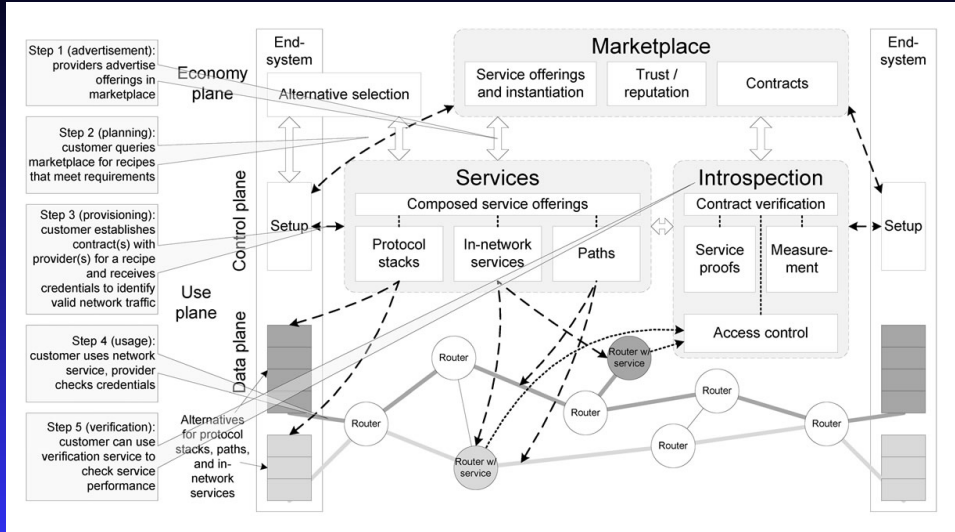 Step 1 (advertisement):
providers advertise
offerings in
marketplace
Step 2 (planning):
customer queries
marketplace for recipes
that meet requirements
Step 3 (provisioning):
customer establishes
contract(s) with
provider(s) for a recipe
and receives
credentials to identify
valid network traffic
Step 4 (usage):
customer uses network
service, provider
checks credentials
Step 5 (verification):
customer can use
verification service to
check service
performance
Economy
plane
Use
plane
Control plane
Data plane
End-
system
Alternative selection
Setup
Alternatives
for protocol
stacks, paths,
and in-
network
services
Marketplace
Service offerings
and instantiation
Trust /
reputation
Contracts
Services
Composed service offerings
Protocol
stacks
In-network
services
Paths
Introspection
Contract verification
Service
proofs
Measure-
ment
Access control
End-
system
Setup
Router
Router
Router w/
service
Router
Router w/
service
Router
Router
Router